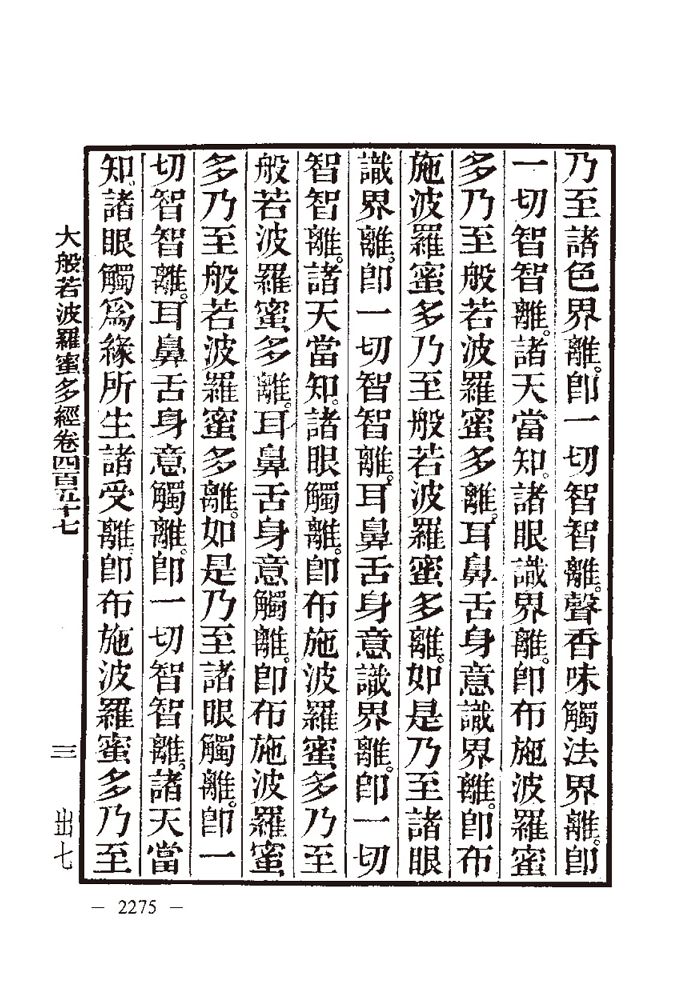 乃至諸色界離。卽一切智智離。聲香味觸法界離。卽
一切智智離。諸天當知。諸眼識界離。卽布施波羅蜜
多乃至般若波羅蜜多離。耳鼻舌身意識界離。卽布
施波羅蜜多乃至般若波羅蜜多離。如是乃至諸眼
識界離。卽一切智智離。耳鼻舌身意識界離。卽一切
智智離。諸天當知。諸眼觸離。卽布施波羅蜜多乃至
般若波羅蜜多離。耳鼻舌身意觸離。卽布施波羅蜜
多乃至般若波羅蜜多離。如是乃至諸眼觸離。卽一
切智智離。耳鼻舌身意觸離。卽一切智智離。諸天當
知。諸眼觸爲緣所生諸受離。卽布施波羅蜜多乃至
大般若波羅蜜多經卷四百五十七
三
出七
— 2275 —